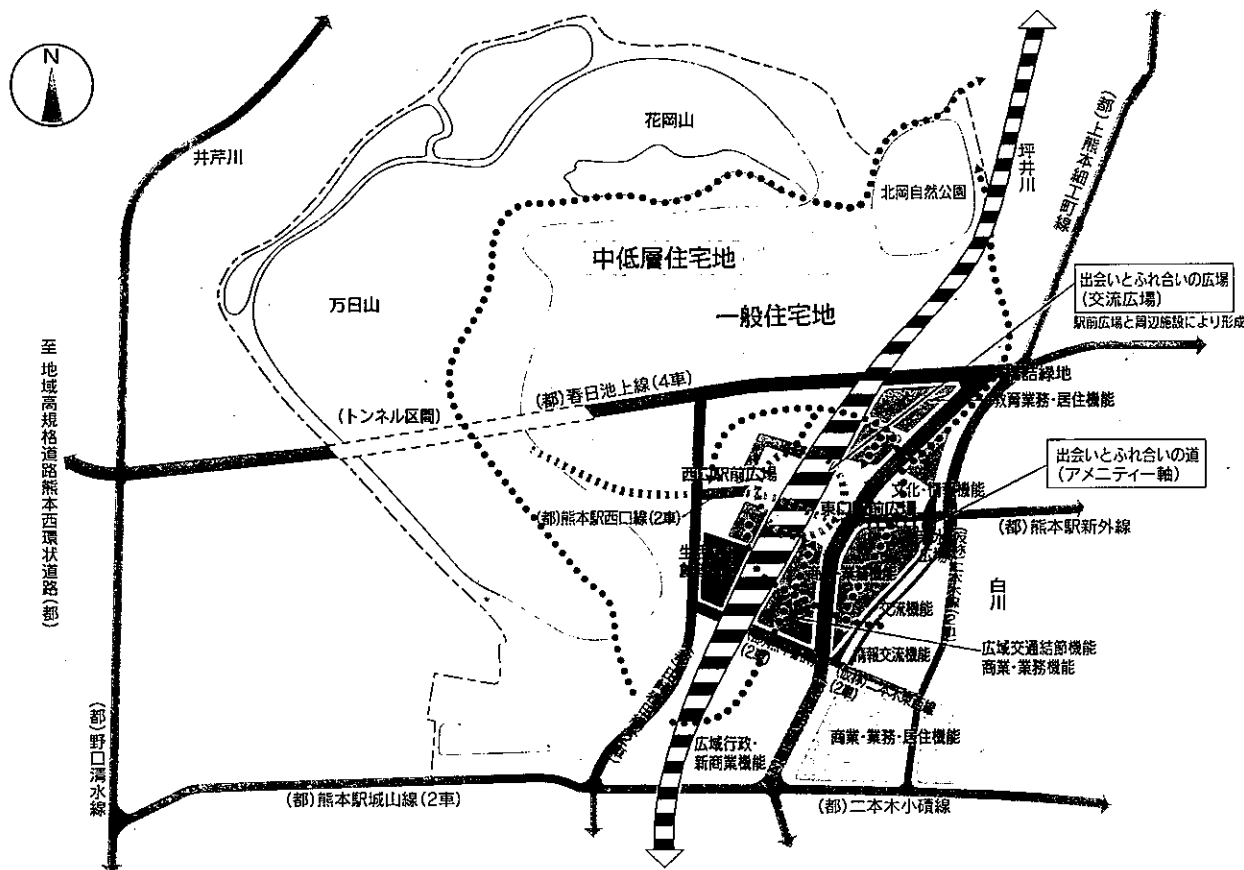 N
井芹川
花岡山
坪井川
(都)上熊本細工町線
北岡自然公園
中低層住宅地
出会いとふれ合いの広場
(交流広場)
駅前広場と周辺施設により形成
万日山
一般住宅地
至 地域高規格道路熊本西環状道路(都)
(都)春日池上線(4車)
(トンネル区間)
教育業務・居住機能
出会いとふれ合いの道
(アメニティー軸)
西口駅前広場
文化・情報機能
東口駅前広場
(都)熊本駅西口線(2車)
(都)熊本駅新外線
白川
交流機能
情報交流機能
広域交通結節機能
商業・業務機能
(2車)
(仮称)二本木東西線
(2車)
(都)野口清水線
広域行政・
新商業機能
商業・業務・居住機能
(都)熊本駅城山線(2車)
(都)二本木小磧線